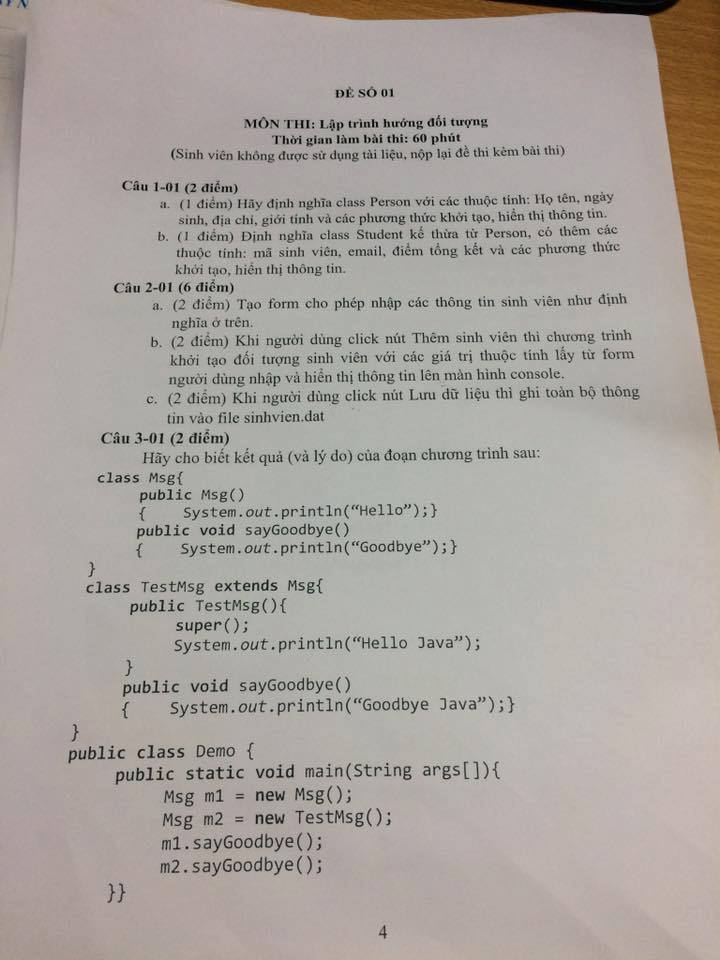 ĐỀ SỐ 01
MÔN THI: Lập trình hướng đối tượng
Thời gian làm bài thi: 60 phút
(Sinh viên không được sử dụng tài liệu, nộp lại đề thi kèm bài thi)
Câu 1-01 (2 điểm)
a. (1 điểm) Hãy định nghĩa class Person với các thuộc tính: Họ tên, ngày
sinh, địa chỉ, giới tính và các phương thức khởi tạo, hiển thị thông tin.
b. (1 điểm) Định nghĩa class Student kế thừa từ Person, có thêm các
thuộc tính: mã sinh viên, email, điểm tổng kết và các phương thức
khởi tạo, hiển thị thông tin.
Câu 2-01 (6 điểm)
a. (2 điểm) Tạo form cho phép nhập các thông tin sinh viên như định
nghĩa ở trên.
b. (2 điểm) Khi người dùng click nút Thêm sinh viên thì chương trình
khởi tạo đối tượng sinh viên với các giá trị thuộc tính lấy từ form
người dùng nhập và hiển thị thông tin lên màn hình console.
c. (2 điểm) Khi người dùng click nút Lưu dữ liệu thì ghi toàn bộ thông
tin vào file sinhvien.dat
Câu 3-01 (2 điểm)
Hãy cho biết kết quả (và lý do) của đoạn chương trình sau:
class Msg{
public Msg()
{ System.out.println(“Hello”);}
public void sayGoodbye()
{ System.out.println(“Goodbye”);}
}
class TestMsg extends Msg{
public TestMsg(){
super();
System.out.println(“Hello Java”);
}
public void sayGoodbye()
{ System.out.println(“Goodbye Java”);}
}
public class Demo {
public static void main(String args[]){
Msg m1 = new Msg();
Msg m2 = new TestMsg();
m1.sayGoodbye();
m2.sayGoodbye();
}}
4